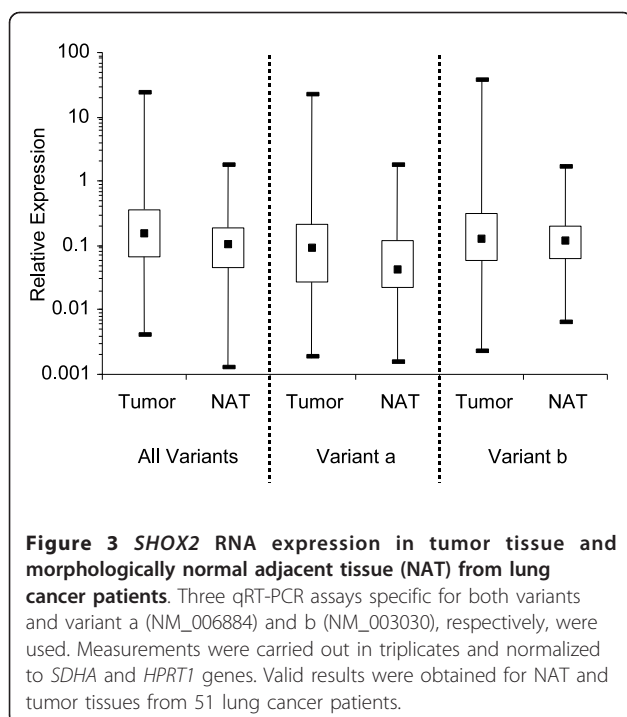 100
10
1
0.1
0.01
0.001
Relative Expression
Tumor NAT Tumor NAT Tumor NAT
All Variants Variant a Variant b
Figure 3 SHOX2 RNA expression in tumor tissue and
morphologically normal adjacent tissue (NAT) from lung
cancer patients. Three qRT-PCR assays specific for both variants
and variant a (NM_006884) and b (NM_003030), respectively, were
used. Measurements were carried out in triplicates and normalized
to SDHA and HPRT1 genes. Valid results were obtained for NAT and
tumor tissues from 51 lung cancer patients.